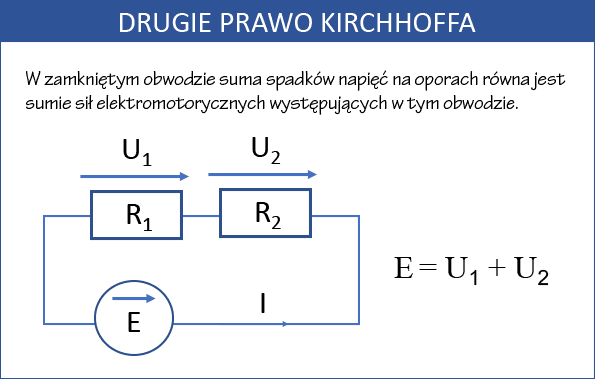 DRUGIE PRAWO KIRCHHOFFA
W zamkniętym obwodzie suma spadków napięć na oporach równa jest
sumie sił elektromotorycznych występujących w tym obwodzie.
U₁ U₂
R₁ R₂
E = U₁ + U₂
E I